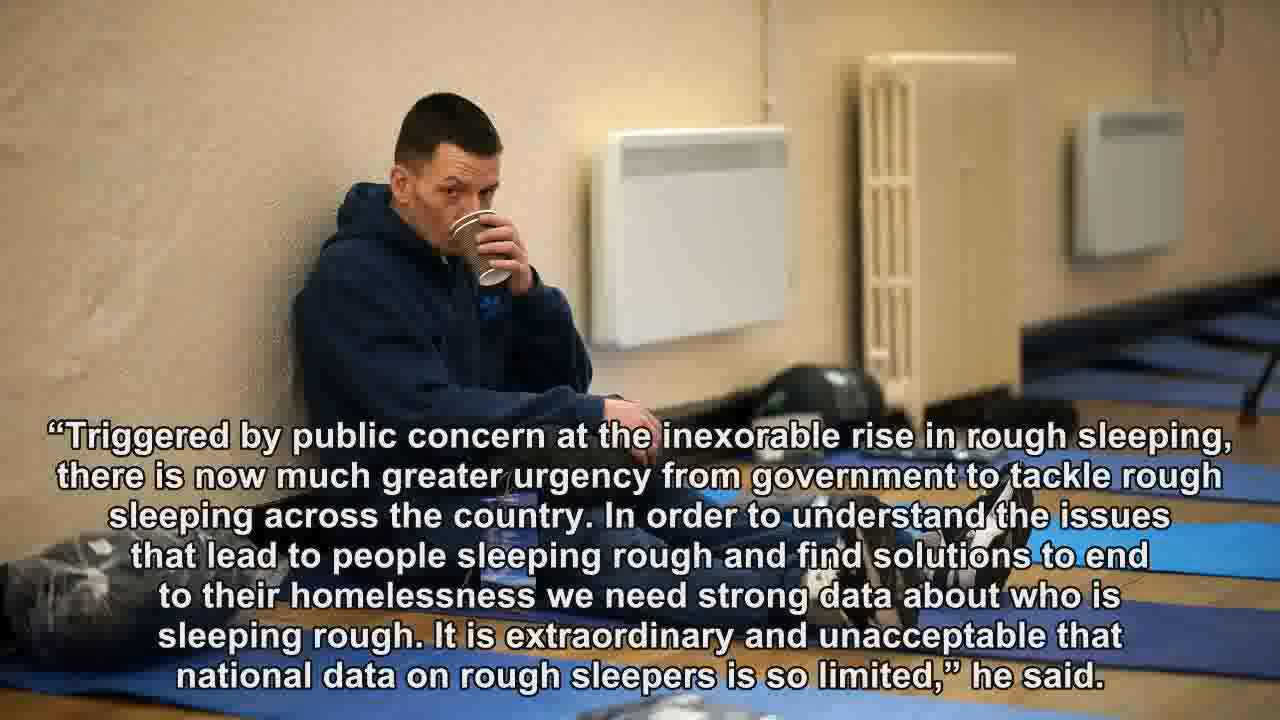 “Triggered by public concern at the inexorable rise in rough sleeping,
there is now much greater urgency from government to tackle rough
sleeping across the country. In order to understand the issues
that lead to people sleeping rough and find solutions to end
to their homelessness we need strong data about who is
sleeping rough. It is extraordinary and unacceptable that
national data on rough sleepers is so limited,” he said.